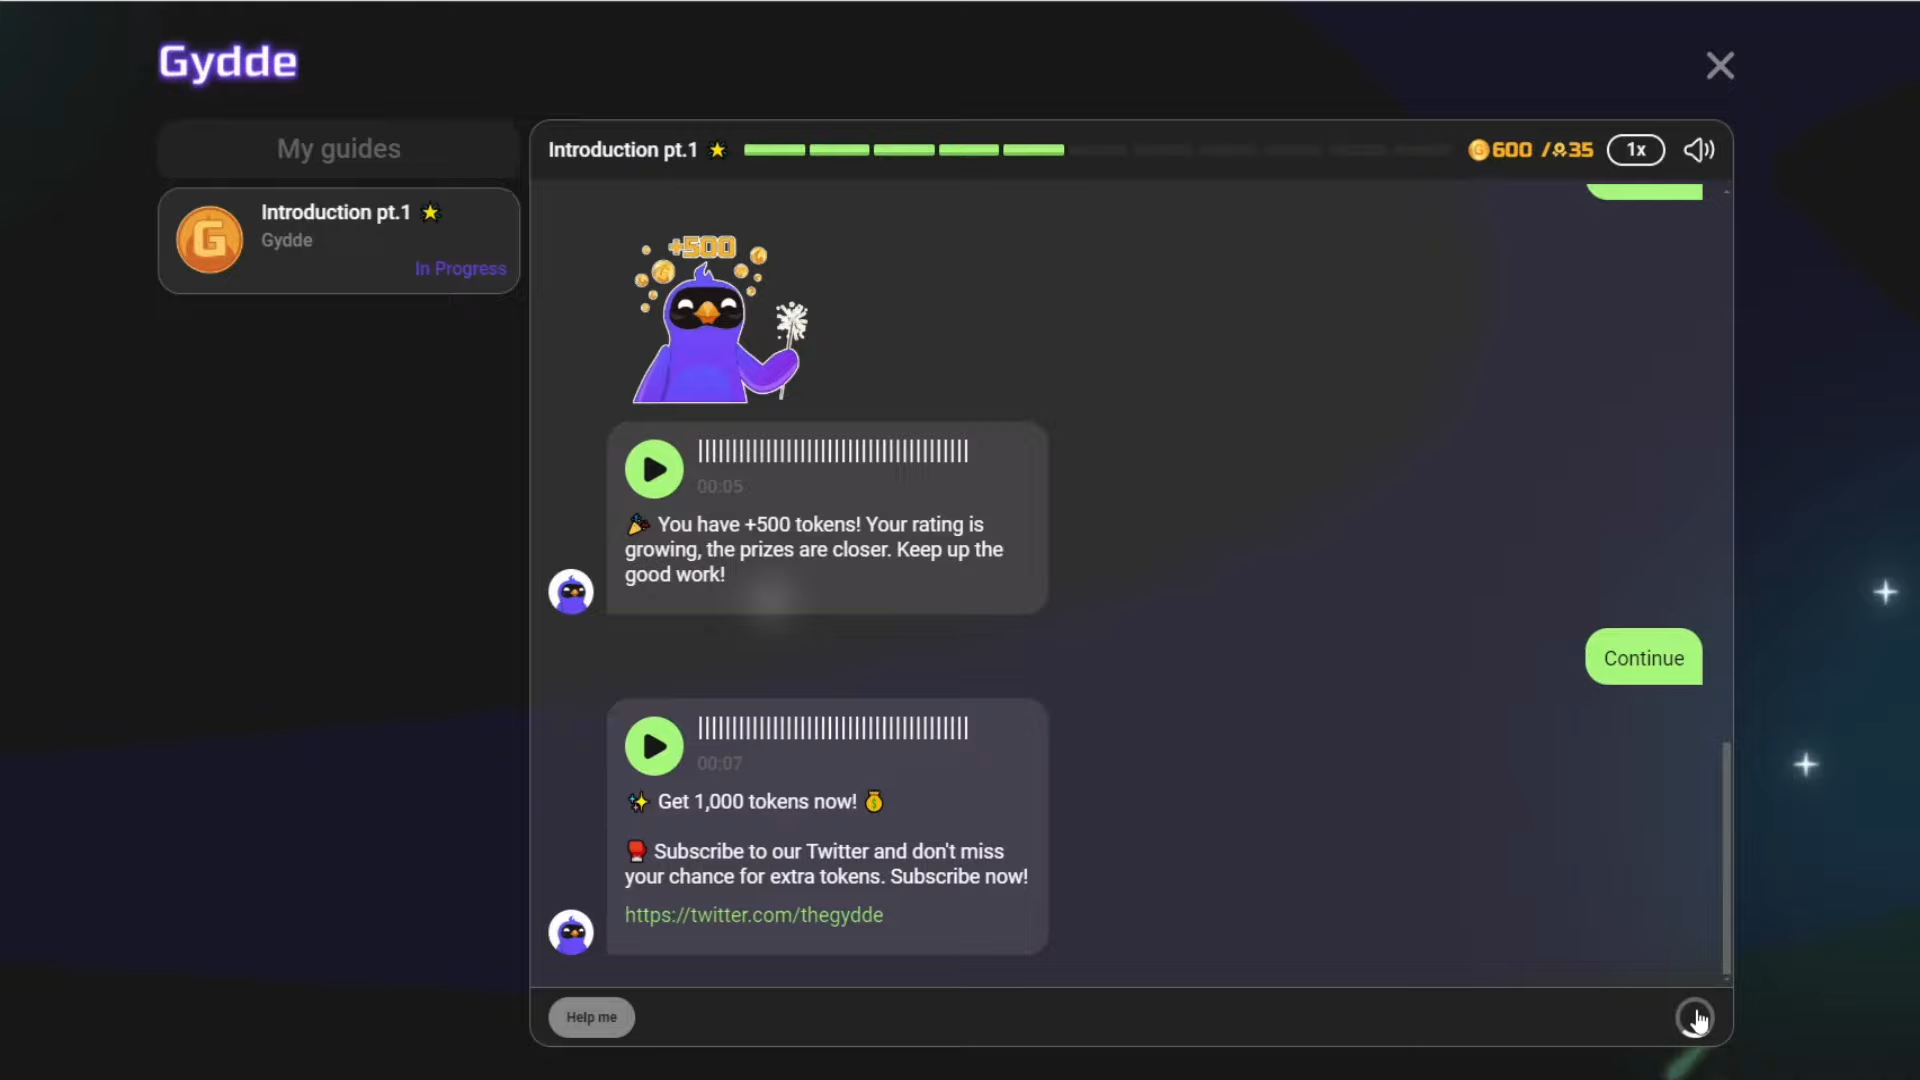 Gydde
My guides
Introduction pt.1
Gydde
In Progress
Introduction pt.1
600 / 35
1x
+500
00:05
🎉 You have +500 tokens! Your rating is
growing, the prizes are closer. Keep up the
good work!
Continue
00:07
✨ Get 1,000 tokens now! 💰
🥊 Subscribe to our Twitter and don't miss
your chance for extra tokens. Subscribe now!
https://twitter.com/thegydde
Help me